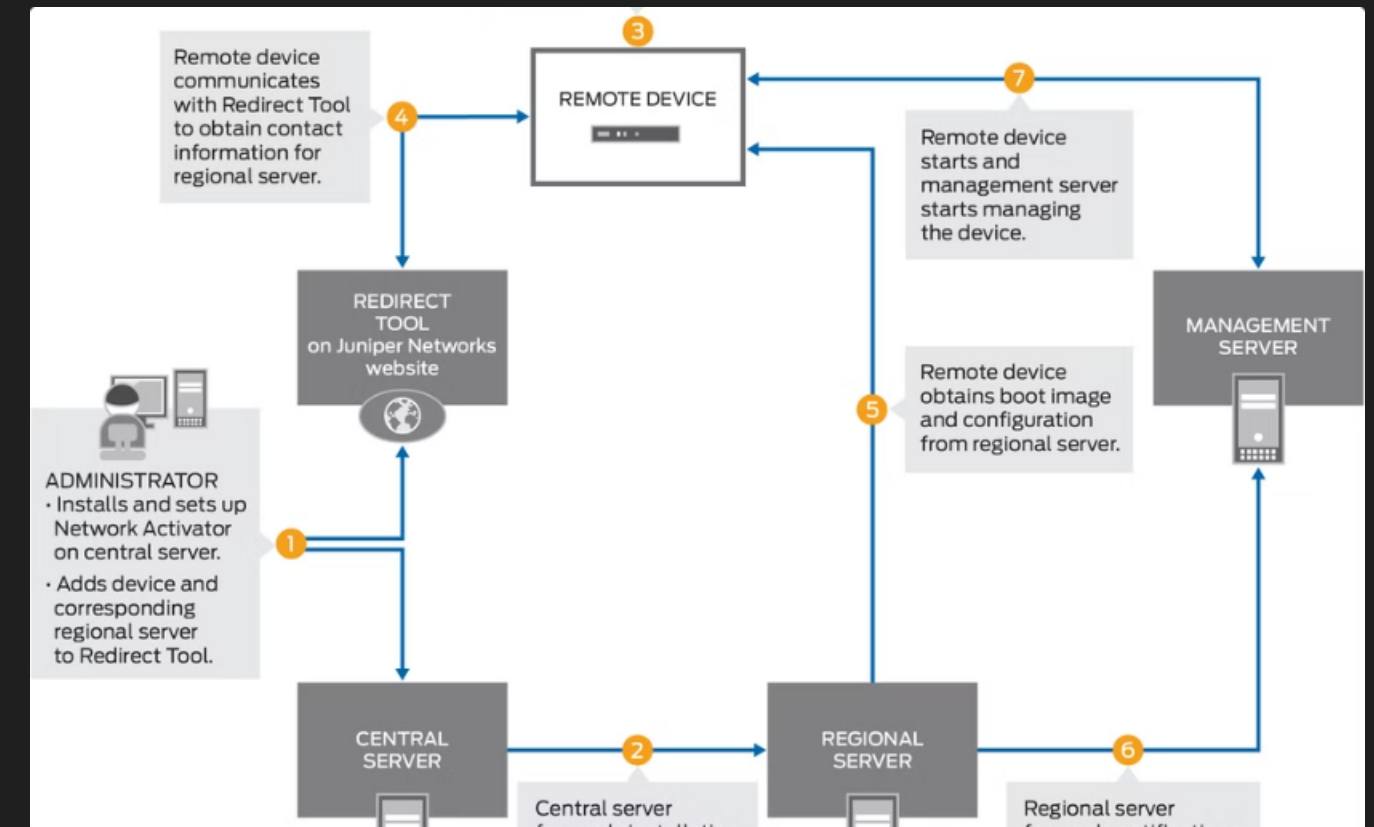 3
Remote device
communicates
with Redirect Tool
to obtain contact
information for
regional server.
4
REMOTE DEVICE
7
Remote device
starts and
management server
starts managing
the device.
REDIRECT
TOOL
on Juniper Networks
website
MANAGEMENT
SERVER
5
Remote device
obtains boot image
and configuration
from regional server.
ADMINISTRATOR
· Installs and sets up
Network Activator
on central server.
· Adds device and
corresponding
regional server
to Redirect Tool.
1
CENTRAL
SERVER
2
Central server
REGIONAL
SERVER
6
Regional server